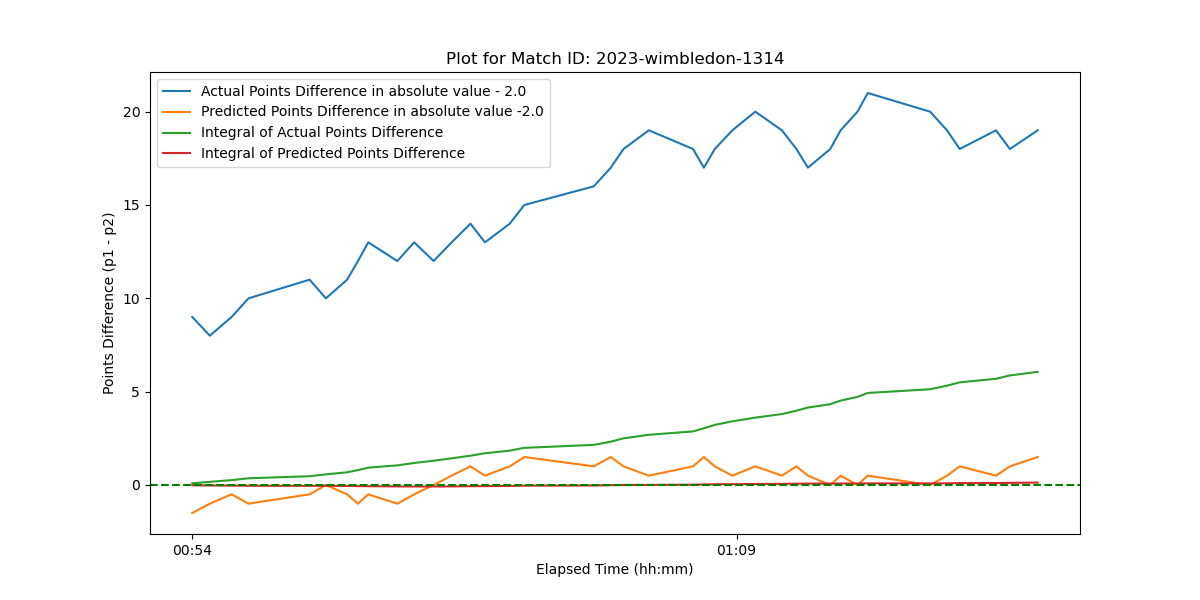 Plot for Match ID: 2023-wimbledon-1314
Actual Points Difference in absolute value - 2.0
Predicted Points Difference in absolute value -2.0
Integral of Actual Points Difference
Integral of Predicted Points Difference
Points Difference (p1 - p2)
20
15
10
5
0
00:54 01:09
Elapsed Time (hh:mm)